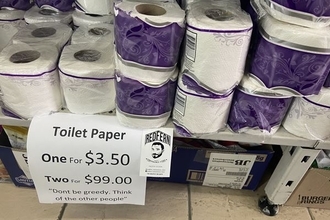 Toilet Paper
One For $3.50
Two For $99.00
"Dont be greedy. Think
of the other people"
REDFERN